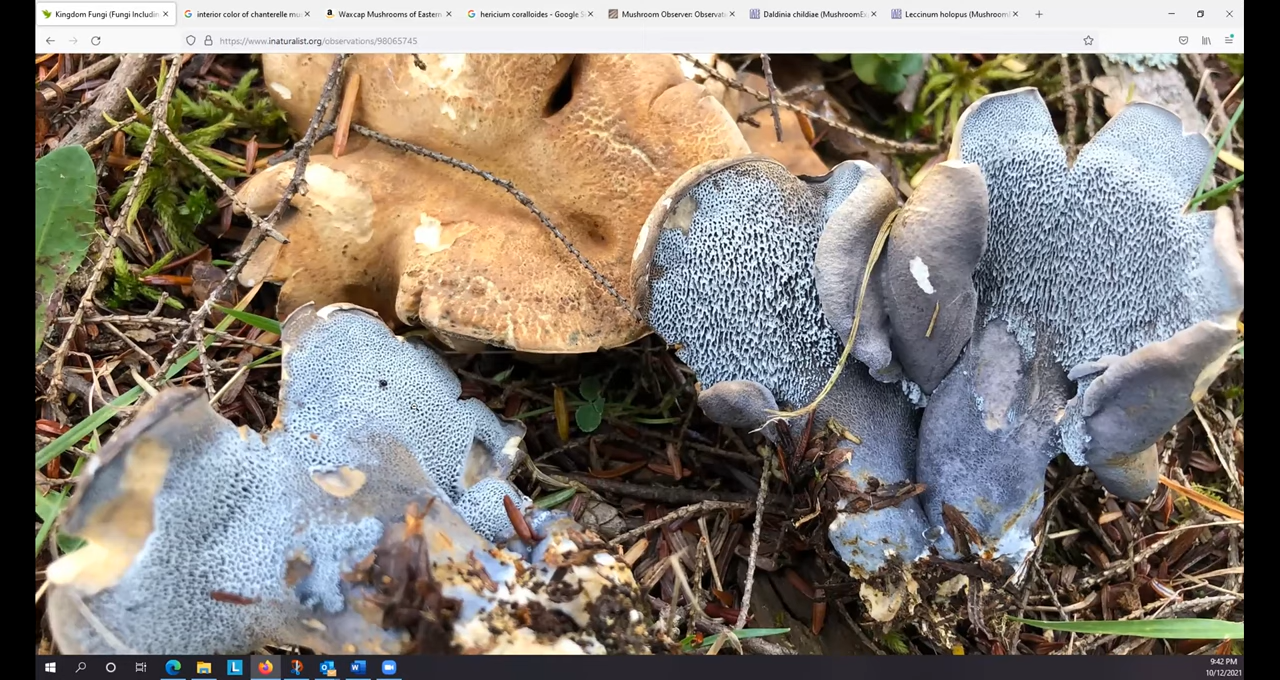 Kingdom Fungi (Fungi Includin
interior color of chanterelle mu
Waxcap Mushrooms of Eastern
hericium coralloides - Google S
Mushroom Observer: Observat
Daldinia childiae (MushroomEx
Leccinum holopus (Mushroom
https://www.inaturalist.org/observations/98065745
9:42 PM
10/12/2021